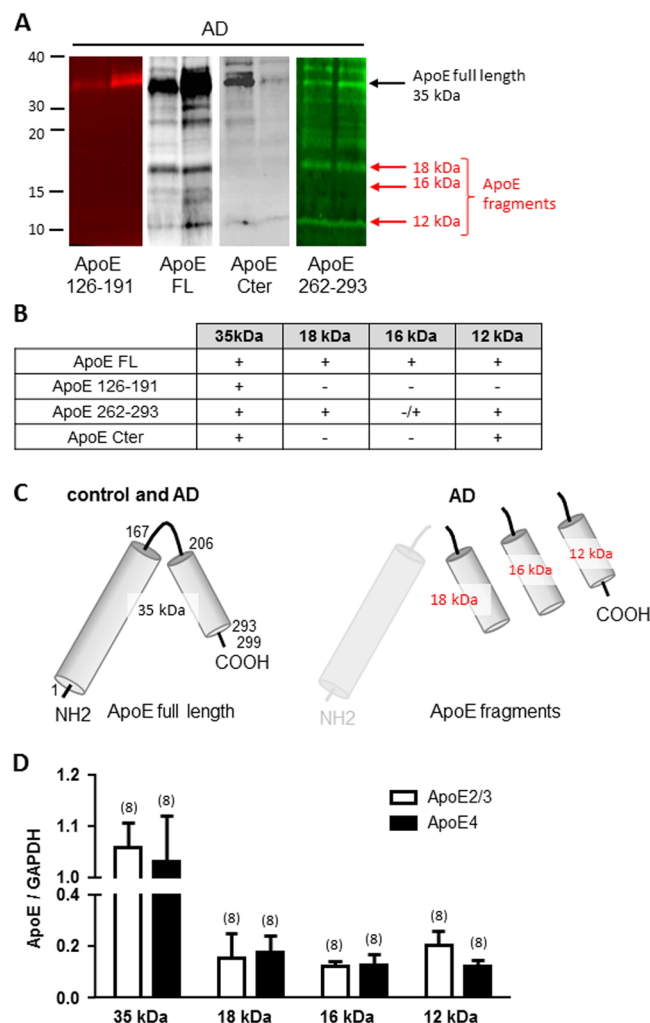 A
AD
40
30
20
15
10
ApoE full length
35 kDa
18 kDa
16 kDa
12 kDa
ApoE
fragments
ApoE
126-191
ApoE
FL
ApoE
Cter
ApoE
262-293
B
35kDa 18 kDa 16 kDa 12 kDa
ApoE FL + + + +
ApoE 126-191 + - - -
ApoE 262-293 + + -/+ +
ApoE Cter + - - +
C
control and AD
167
206
35 kDa
293
299
COOH
1
NH2
ApoE full length
AD
18 kDa
16 kDa
12 kDa
COOH
NH2
ApoE fragments
D
ApoE / GAPDH
1.2
1.1
1.0
0.4
0.2
0.0
(8) (8) (8) (8) (8) (8) (8) (8)
ApoE2/3
ApoE4
35 kDa 18 kDa 16 kDa 12 kDa